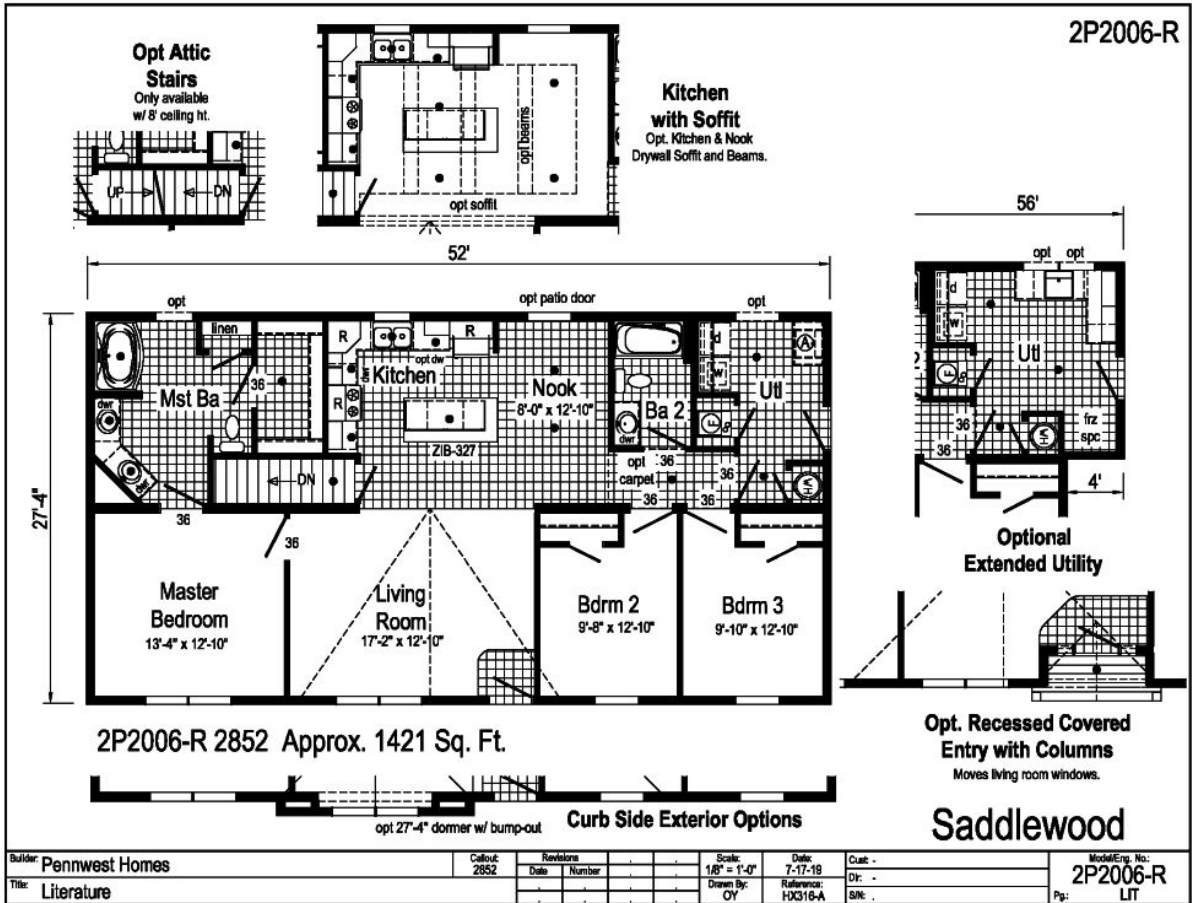 2P2006-R
Opt Attic
Stairs
Only available
w/ 8' ceiling ht.
UP
DN
opt beams
opt soffit
Kitchen
with Soffit
Opt. Kitchen & Nook
Drywall Soffit and Beams.
52'
56'
opt
opt patio door
opt
opt
opt
27'-4"
linen
R
R
R
opt dw
dwr
Kitchen
Nook
8'-0" x 12'-10"
ZIB-327
Mst Ba
36
dwr
dwr
DN
36
36
d
w
A
Utl
F
Ba 2
dwr
36
opt
carpet
36
36
36
WH
d
w
F
Utl
36
36
WH
frz
spc
4'
Optional
Extended Utility
Master
Bedroom
13'-4" x 12'-10"
Living
Room
17'-2" x 12'-10"
Bdrm 2
9'-8" x 12'-10"
Bdrm 3
9'-10" x 12'-10"
2P2006-R 2852 Approx. 1421 Sq. Ft.
Opt. Recessed Covered
Entry with Columns
Moves living room windows.
opt 27'-4" dormer w/ bump-out
Curb Side Exterior Options
Saddlewood
Builder: Pennwest Homes
Title: Literature
Callout:
2852
Revisions
Date Number
Scale:
1/8" = 1'-0"
Date:
7-17-19
Drawn By:
OY
Reference:
HX316-A
Cust: -
Dlr: -
S/N: .
Model/Eng. No.:
2P2006-R
Pg.: LIT